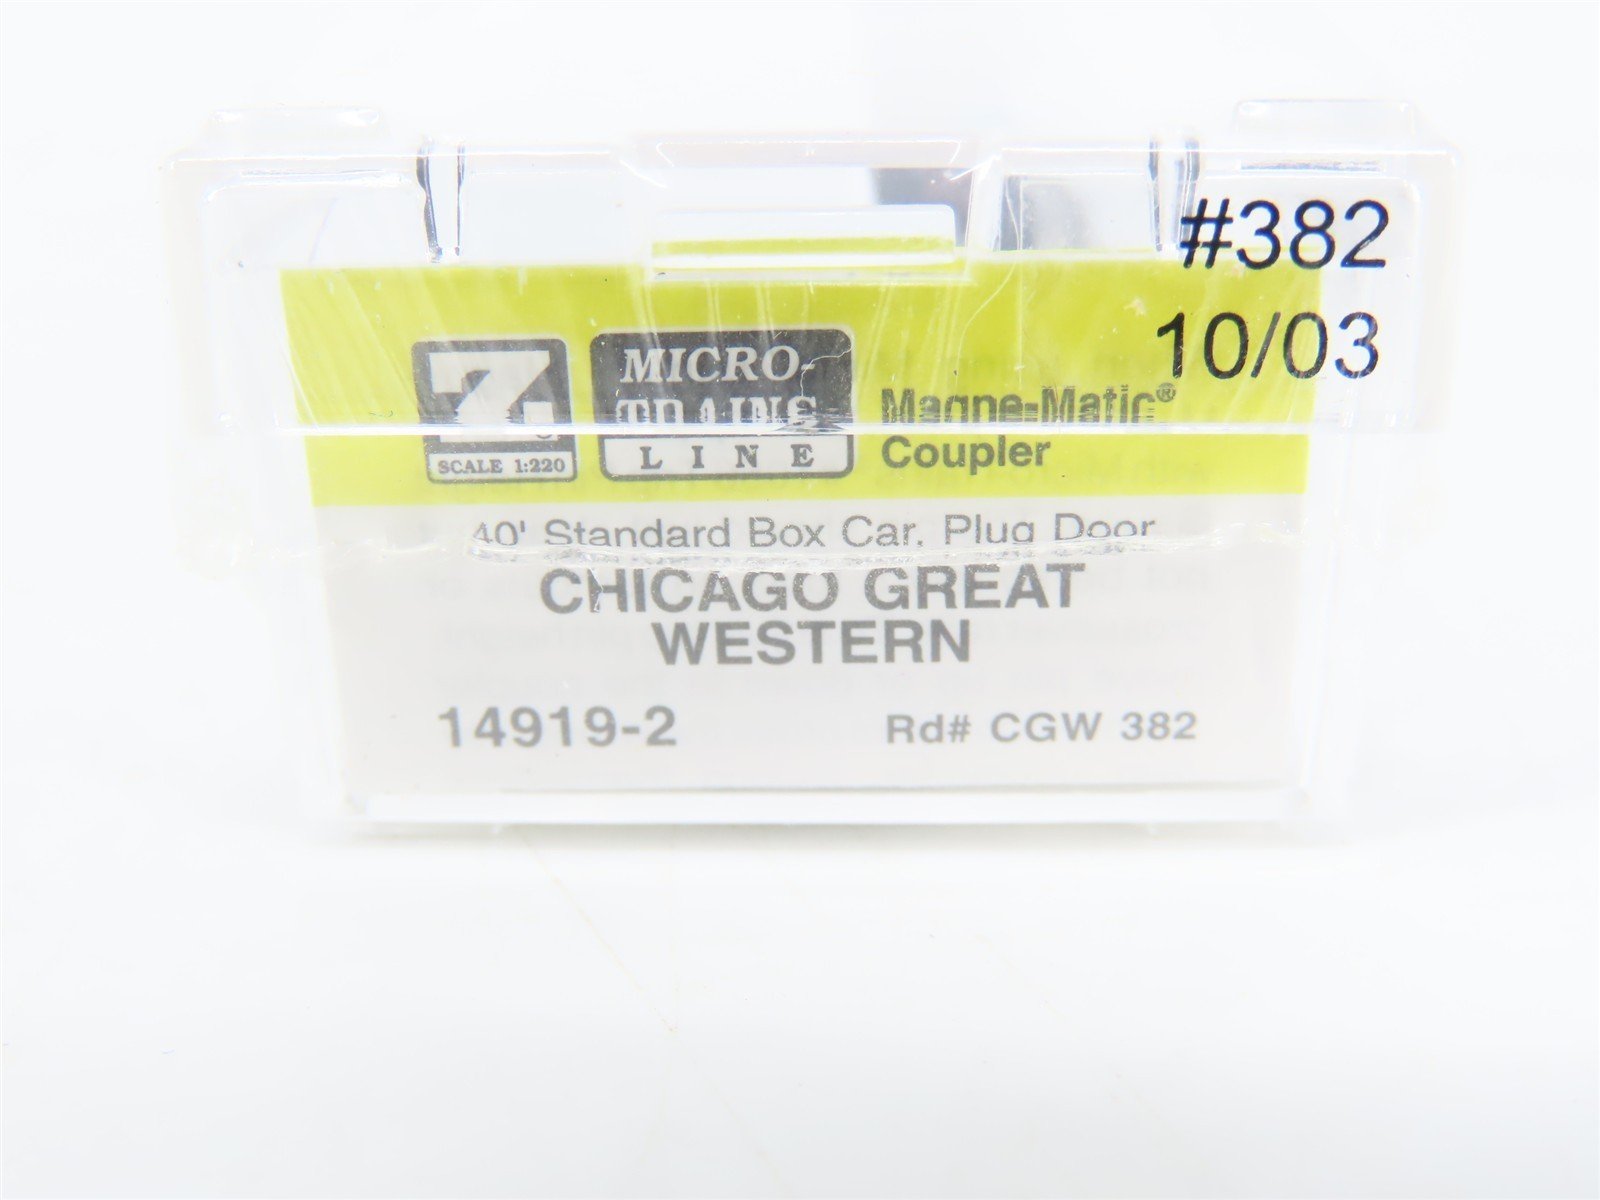 #382
10/03
Z
SCALE 1:220
MICRO-
TRAINS
LINE
Magne-Matic®
Coupler
40' Standard Box Car, Plug Door
CHICAGO GREAT
WESTERN
14919-2 Rd# CGW 382